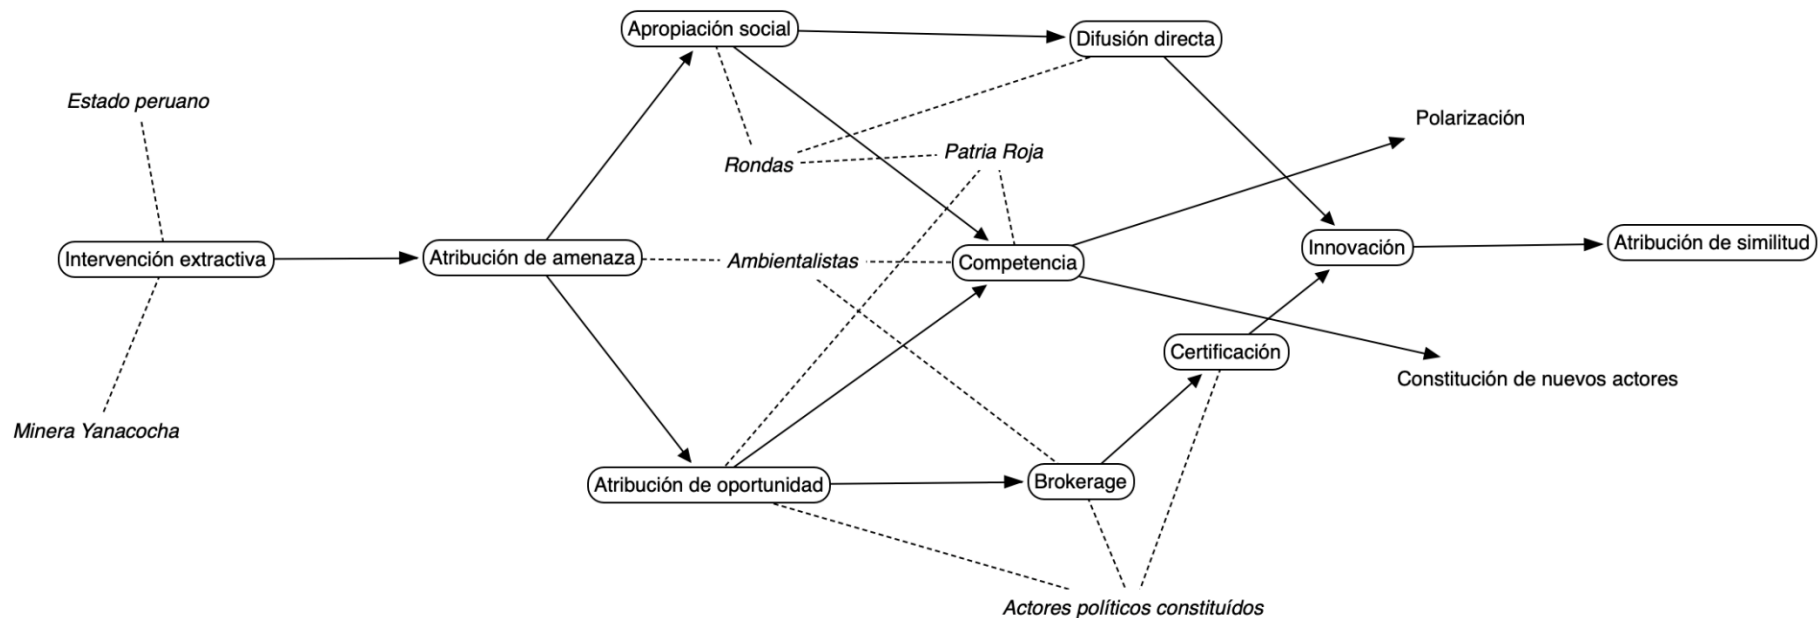 Apropiación social
Difusión directa
Estado peruano
Polarización
Rondas
Patria Roja
Intervención extractiva
Atribución de amenaza
Ambientalistas
Competencia
Innovación
Atribución de similitud
Certificación
Constitución de nuevos actores
Minera Yanacocha
Atribución de oportunidad
Brokerage
Actores políticos constituídos